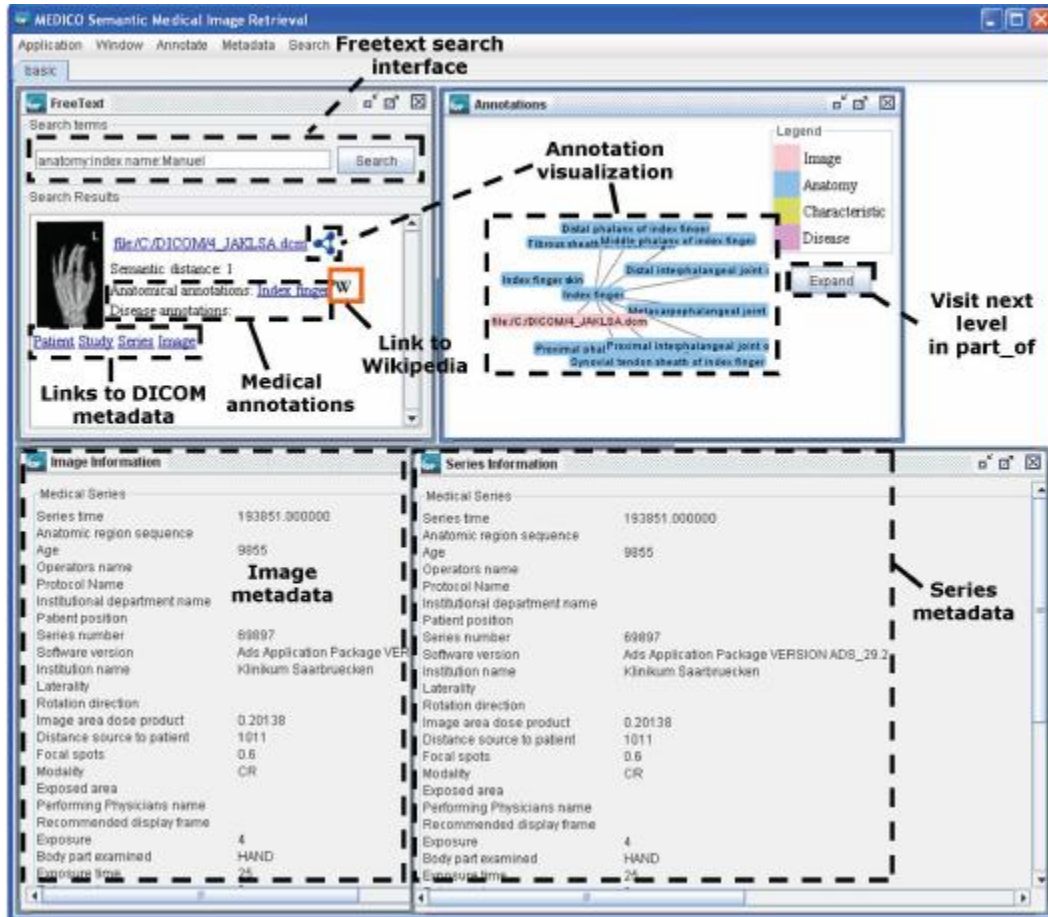 MEDICO Semantic Medical Image Retrieval
Application Window Annotate Metadata Search
Freetext search
interface
basic
FreeText
Search terms
anatomy:index name:Manuel
Search
Search Results
L
file:/C:/DICOM/4_JAKLSA.dcm
Semantic distance: 1
Anatomical annotations: Index finger
W
Disease annotations:
Patient Study Series Image
Links to DICOM
metadata
Medical
annotations
Link to
Wikipedia
Annotations
Legend
Image
Anatomy
Characteristic
Disease
Annotation
visualization
Distal phalanx of index finger
Fibrous sheath
Middle phalanx of index finger
Distal interphalangeal joint o
Index finger skin
Index finger
Metacarpophalangeal joint
file:/C:/DICOM/4_JAKLSA.dcm
Proximal phal
Proximal interphalangeal joint o
Synovial tendon sheath of index finger
Expand
Visit next
level
in part_of
Image Information
Medical Series
Series time 193851.000000
Anatomic region sequence
Age 9855
Operators name
Protocol Name
Institutional department name
Patient position
Series number 69897
Software version Ads Application Package VER
Institution name Klinikum Saarbruecken
Laterality
Rotation direction
Image area dose product 0.20138
Distance source to patient 1011
Focal spots 0.6
Modality CR
Exposed area
Performing Physicians name
Recommended display frame
Exposure 4
Body part examined HAND
Exposure time 25
Image
metadata
Series Information
Medical Series
Series time 193851.000000
Anatomic region sequence
Age 9855
Operators name
Protocol Name
Institutional department name
Patient position
Series number 69897
Software version Ads Application Package VERSION ADS_29.2
Institution name Klinikum Saarbruecken
Laterality
Rotation direction
Image area dose product 0.20138
Distance source to patient 1011
Focal spots 0.6
Modality CR
Exposed area
Performing Physicians name
Recommended display frame
Exposure 4
Body part examined HAND
Exposure time 25
Series
metadata